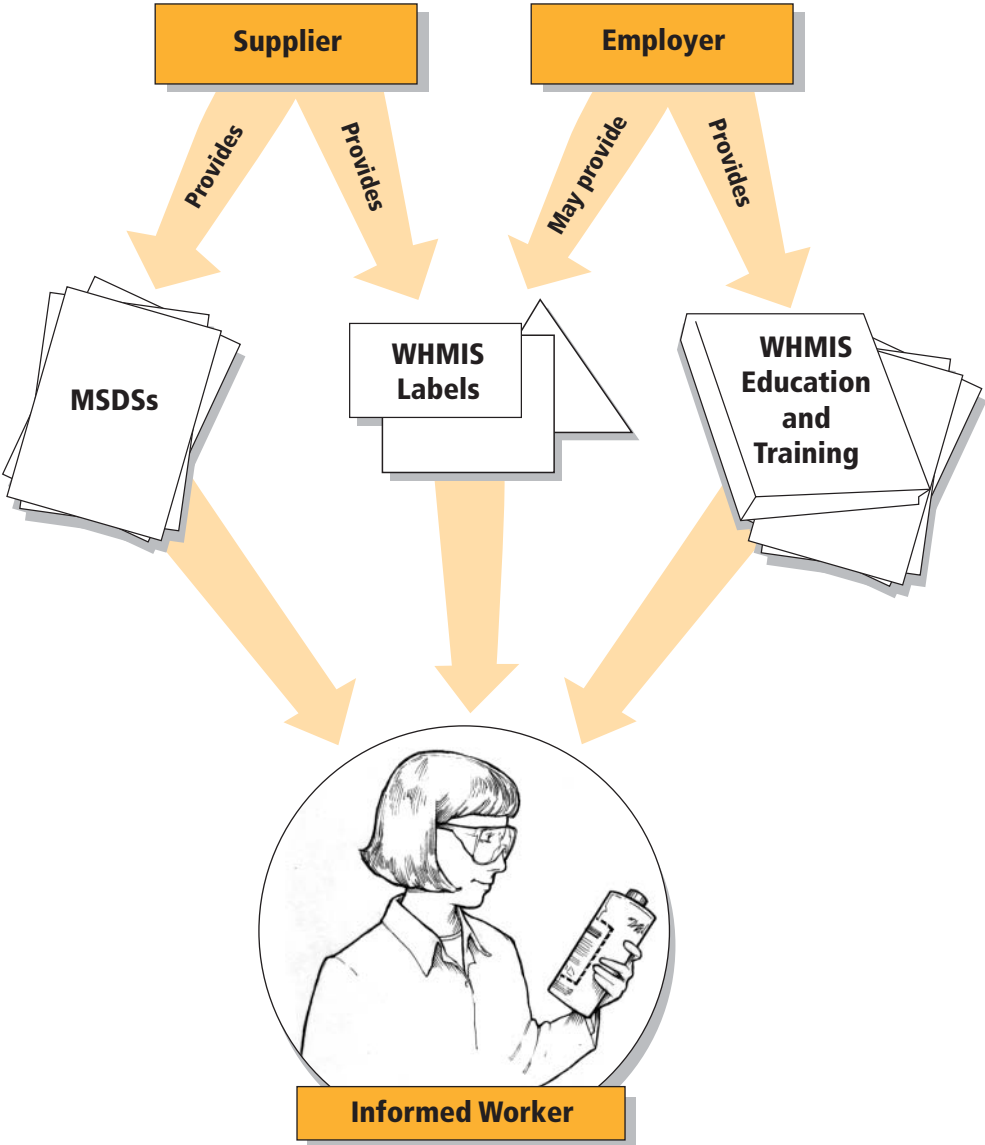 Supplier
Employer
Provides
Provides
May provide
Provides
MSDSs
WHMIS
Labels
WHMIS
Education
and
Training
Informed Worker